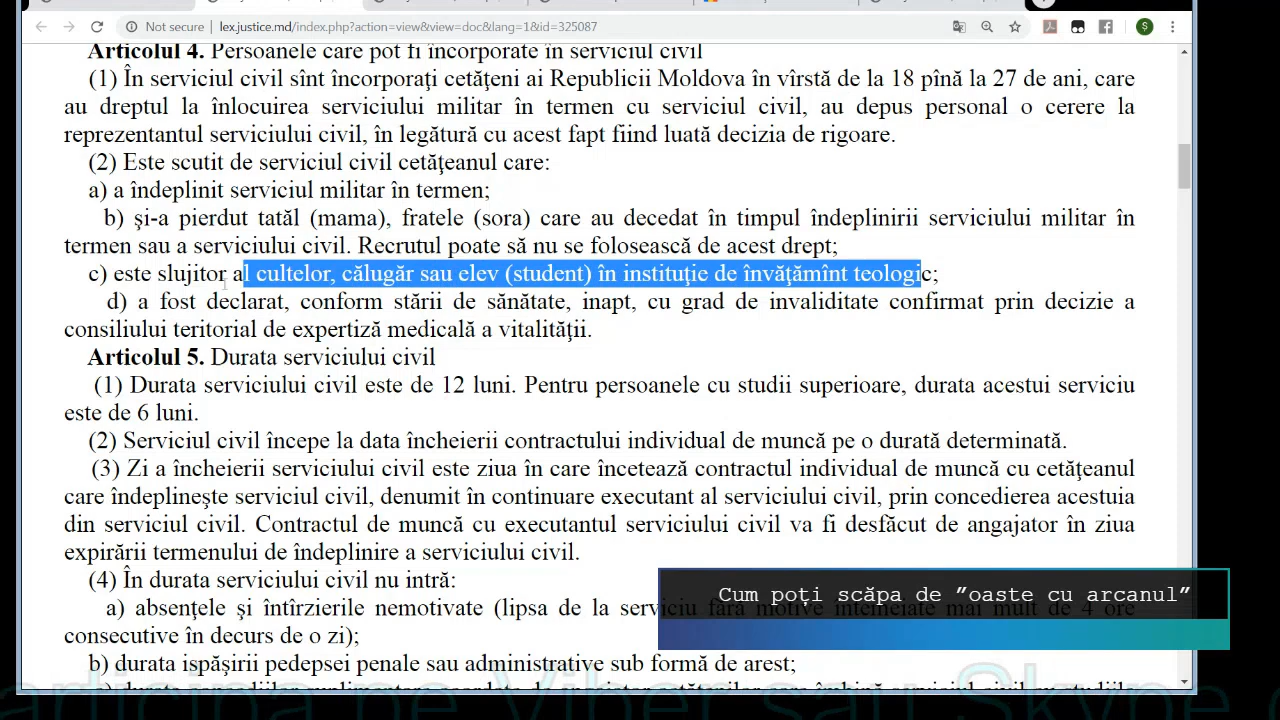 Not secure
lex.justice.md/index.php?action=view&view=doc&lang=1&id=325087
Articolul 4. Persoanele care pot fi încorporate în serviciul civil
(1) În serviciul civil sînt încorporaţi cetăţeni ai Republicii Moldova în vîrstă de la 18 pînă la 27 de ani, care
au dreptul la înlocuirea serviciului militar în termen cu serviciul civil, au depus personal o cerere la
reprezentantul serviciului civil, în legătură cu acest fapt fiind luată decizia de rigoare.
(2) Este scutit de serviciul civil cetăţeanul care:
a) a îndeplinit serviciul militar în termen;
b) şi-a pierdut tatăl (mama), fratele (sora) care au decedat în timpul îndeplinirii serviciului militar în
termen sau a serviciului civil. Recrutul poate să nu se folosească de acest drept;
c) este slujitor al cultelor, călugăr sau elev (student) în instituţie de învăţămînt teologic;
d) a fost declarat, conform stării de sănătate, inapt, cu grad de invaliditate confirmat prin decizie a
consiliului teritorial de expertiză medicală a vitalităţii.
Articolul 5. Durata serviciului civil
(1) Durata serviciului civil este de 12 luni. Pentru persoanele cu studii superioare, durata acestui serviciu
este de 6 luni.
(2) Serviciul civil începe la data încheierii contractului individual de muncă pe o durată determinată.
(3) Zi a încheierii serviciului civil este ziua în care încetează contractul individual de muncă cu cetăţeanul
care îndeplineşte serviciul civil, denumit în continuare executant al serviciului civil, prin concedierea acestuia
din serviciul civil. Contractul de muncă cu executantul serviciului civil va fi desfăcut de angajator în ziua
expirării termenului de îndeplinire a serviciului civil.
(4) În durata serviciului civil nu intră:
a) absenţele şi întîrzierile nemotivate (lipsa de la serviciu fără motive întemeiate mai mult de 4 ore
consecutive în decurs de o zi);
b) durata ispăşirii pedepsei penale sau administrative sub formă de arest;
Cum poți scăpa de ”oaste cu arcanul”